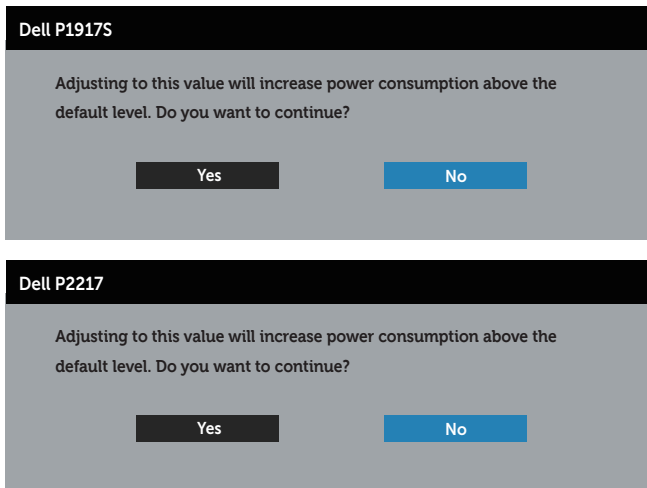 Dell P1917S
Adjusting to this value will increase power consumption above the
default level. Do you want to continue?
Yes No
Dell P2217
Adjusting to this value will increase power consumption above the
default level. Do you want to continue?
Yes No